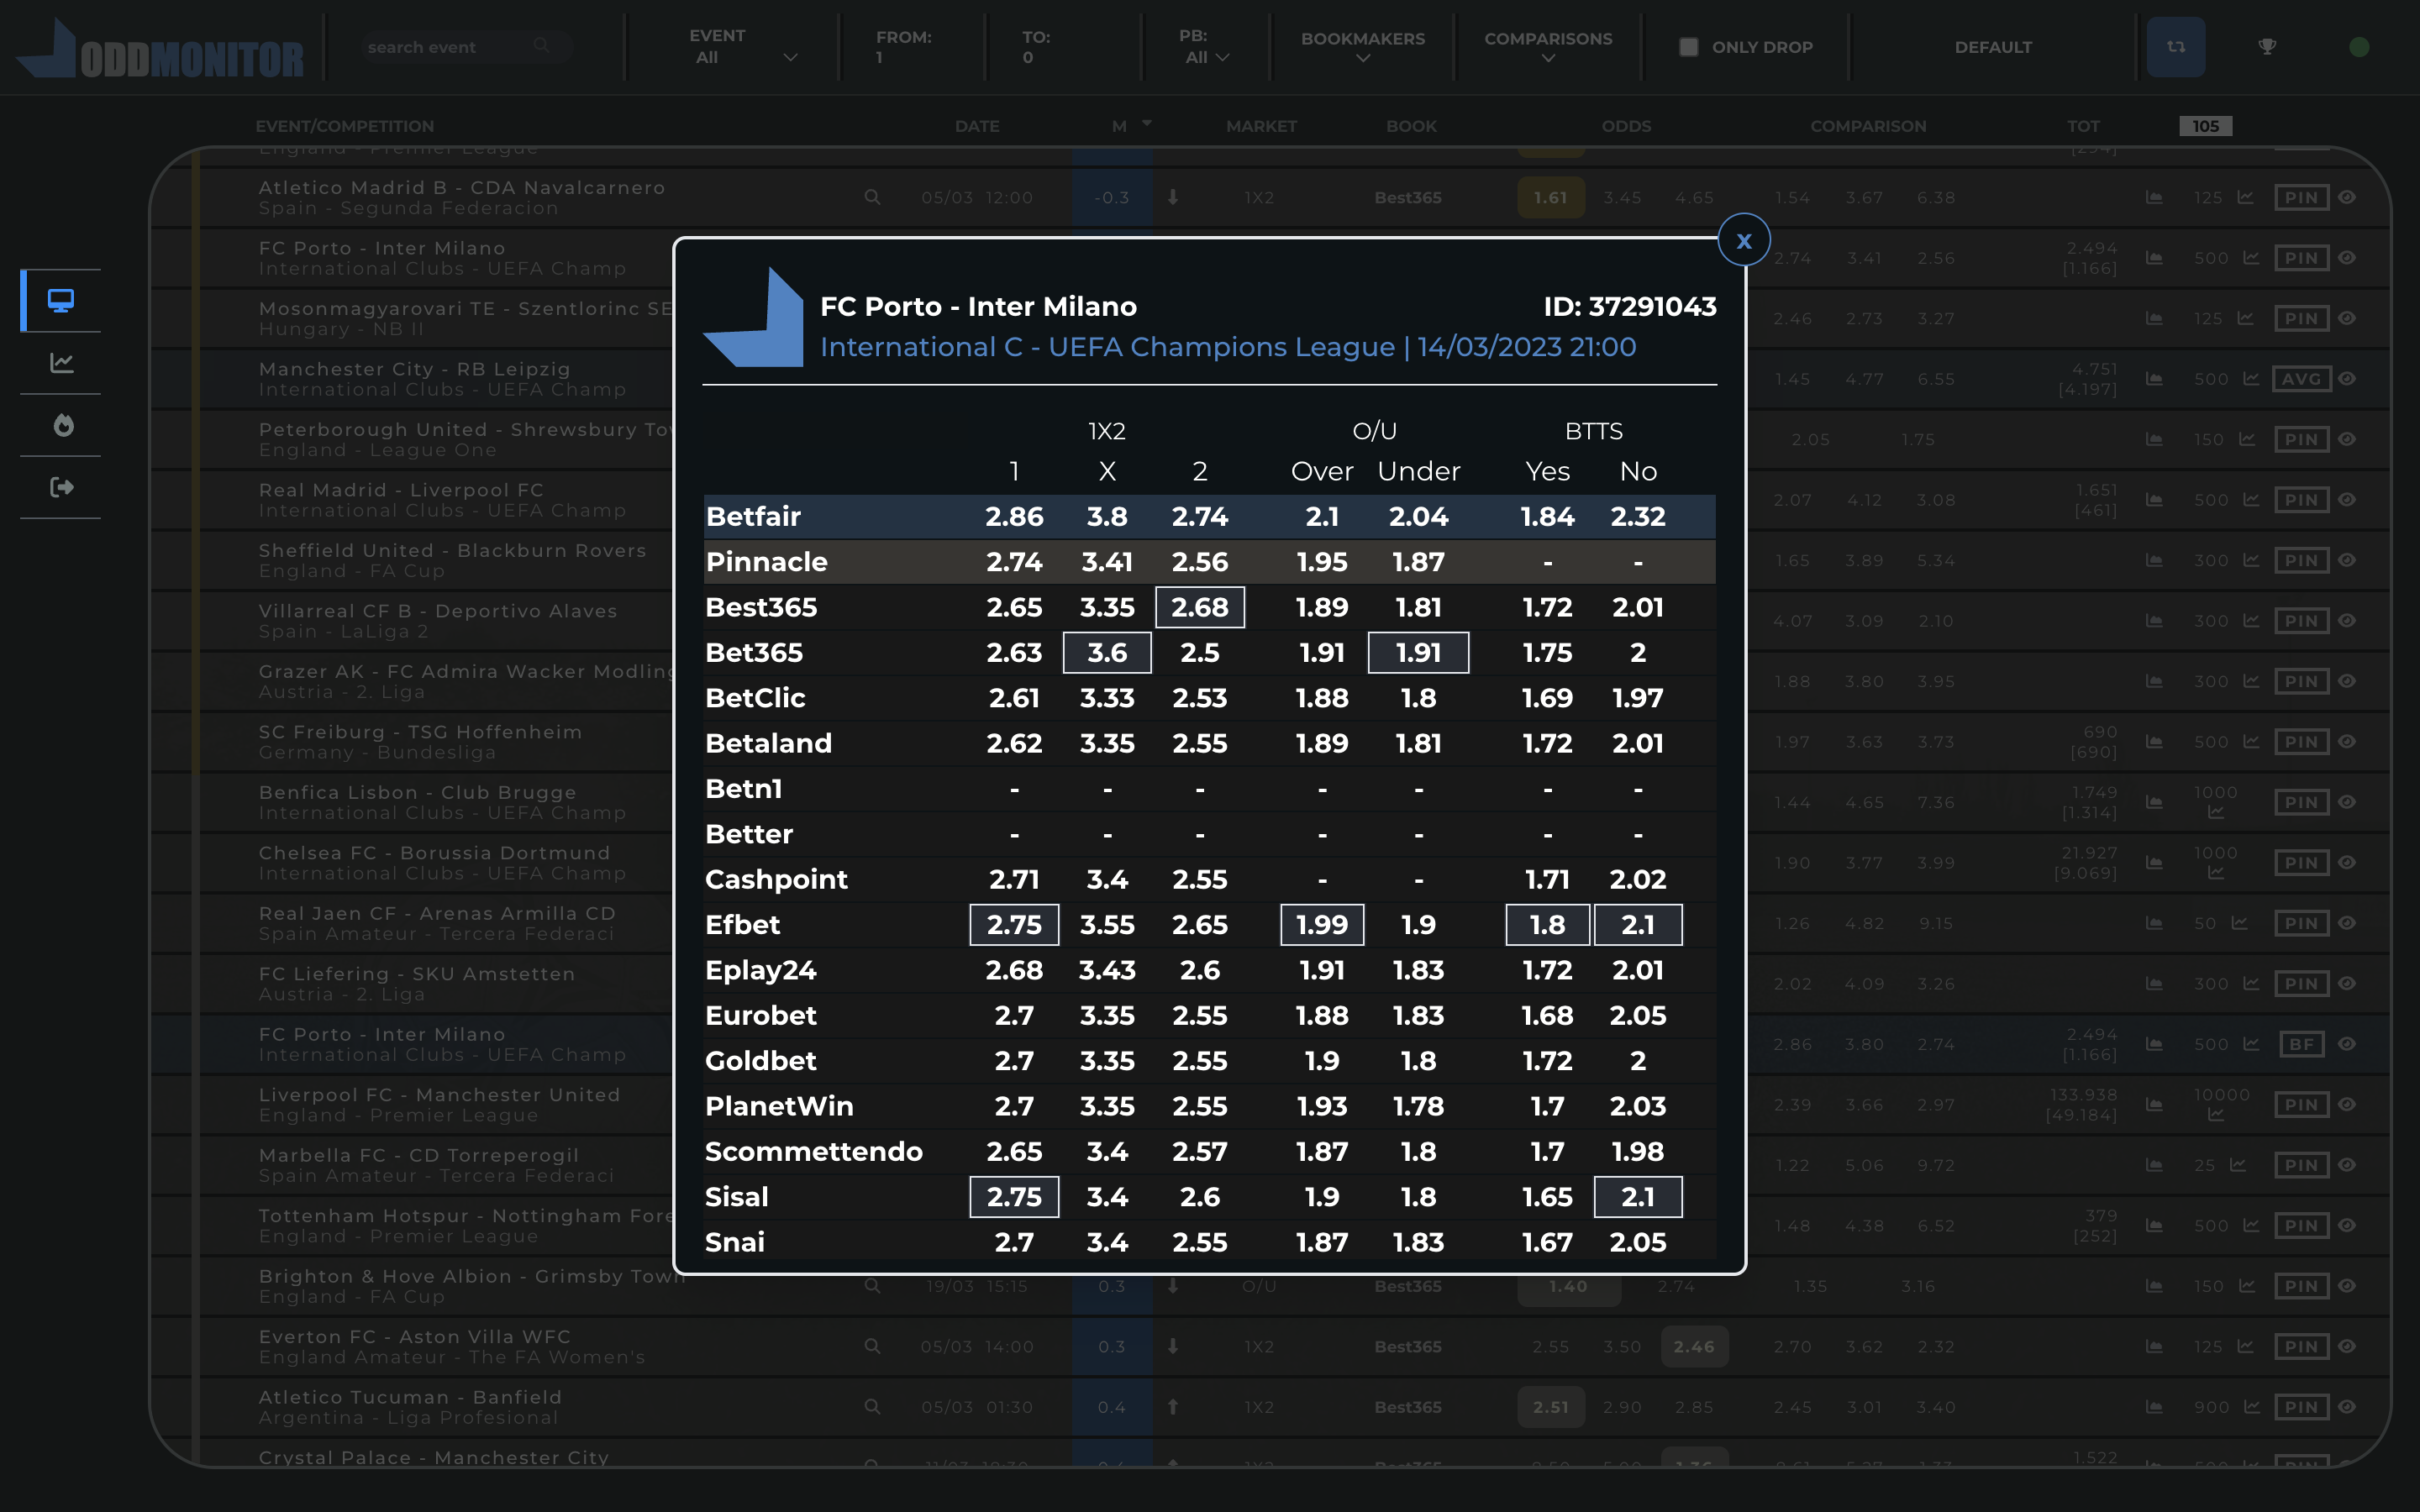 ODDMONITOR
search event
EVENT
All
FROM:
1
TO:
0
PB:
All
BOOKMAKERS
COMPARISONS
ONLY DROP
DEFAULT
EVENT/COMPETITION DATE M MARKET BOOK ODDS COMPARISON TOT 105
England - Premier League [294]
Atletico Madrid B - CDA Navalcarnero
Spain - Segunda Federacion
05/03 12:00 -0.3 1X2 Best365 1.61 3.45 4.65 1.54 3.67 6.38 125 PIN
FC Porto - Inter Milano
International Clubs - UEFA Champ
2.74 3.41 2.56 2.494 [1.166] 500 PIN
Mosonmagyarovari TE - Szentlorinc SE
Hungary - NB II
2.46 2.73 3.27 125 PIN
Manchester City - RB Leipzig
International Clubs - UEFA Champ
1.45 4.77 6.55 4.751 [4.197] 500 AVG
Peterborough United - Shrewsbury Tow
England - League One
2.05 1.75 150 PIN
Real Madrid - Liverpool FC
International Clubs - UEFA Champ
2.07 4.12 3.08 1.651 [461] 500 PIN
Sheffield United - Blackburn Rovers
England - FA Cup
1.65 3.89 5.34 300 PIN
Villarreal CF B - Deportivo Alaves
Spain - LaLiga 2
4.07 3.09 2.10 300 PIN
Grazer AK - FC Admira Wacker Modling
Austria - 2. Liga
1.88 3.80 3.95 300 PIN
SC Freiburg - TSG Hoffenheim
Germany - Bundesliga
1.97 3.63 3.73 690 [690] 500 PIN
Benfica Lisbon - Club Brugge
International Clubs - UEFA Champ
1.44 4.65 7.36 1.749 [1.314] 1000 PIN
Chelsea FC - Borussia Dortmund
International Clubs - UEFA Champ
1.90 3.77 3.99 21.927 [9.069] 1000 PIN
Real Jaen CF - Arenas Armilla CD
Spain Amateur - Tercera Federaci
1.26 4.82 9.15 50 PIN
FC Liefering - SKU Amstetten
Austria - 2. Liga
2.02 4.09 3.26 300 PIN
FC Porto - Inter Milano
International Clubs - UEFA Champ
2.86 3.80 2.74 2.494 [1.166] 500 BF
Liverpool FC - Manchester United
England - Premier League
2.39 3.66 2.97 133.938 [49.184] 10000 PIN
Marbella FC - CD Torreperogil
Spain Amateur - Tercera Federaci
1.22 5.06 9.72 25 PIN
Tottenham Hotspur - Nottingham Fore
England - Premier League
1.48 4.38 6.52 379 [252] 500 PIN
Brighton & Hove Albion - Grimsby Town
England - FA Cup
19/03 15:15 0.3 O/U Best365 1.40 2.74 1.35 3.16 150 PIN
Everton FC - Aston Villa WFC
England Amateur - The FA Women's
05/03 14:00 0.3 1X2 Best365 2.55 3.50 2.46 2.70 3.62 2.32 125 PIN
Atletico Tucuman - Banfield
Argentina - Liga Profesional
05/03 01:30 0.4 1X2 Best365 2.51 2.90 2.85 2.45 3.01 3.40 900 PIN
Crystal Palace - Manchester City
1.522
x
FC Porto - Inter Milano ID: 37291043
International C - UEFA Champions League | 14/03/2023 21:00
1X2 O/U BTTS
1 X 2 Over Under Yes No
Betfair 2.86 3.8 2.74 2.1 2.04 1.84 2.32
Pinnacle 2.74 3.41 2.56 1.95 1.87 - -
Best365 2.65 3.35 2.68 1.89 1.81 1.72 2.01
Bet365 2.63 3.6 2.5 1.91 1.91 1.75 2
BetClic 2.61 3.33 2.53 1.88 1.8 1.69 1.97
Betaland 2.62 3.35 2.55 1.89 1.81 1.72 2.01
Betn1 - - - - - - -
Better - - - - - - -
Cashpoint 2.71 3.4 2.55 - - 1.71 2.02
Efbet 2.75 3.55 2.65 1.99 1.9 1.8 2.1
Eplay24 2.68 3.43 2.6 1.91 1.83 1.72 2.01
Eurobet 2.7 3.35 2.55 1.88 1.83 1.68 2.05
Goldbet 2.7 3.35 2.55 1.9 1.8 1.72 2
PlanetWin 2.7 3.35 2.55 1.93 1.78 1.7 2.03
Scommettendo 2.65 3.4 2.57 1.87 1.8 1.7 1.98
Sisal 2.75 3.4 2.6 1.9 1.8 1.65 2.1
Snai 2.7 3.4 2.55 1.87 1.83 1.67 2.05